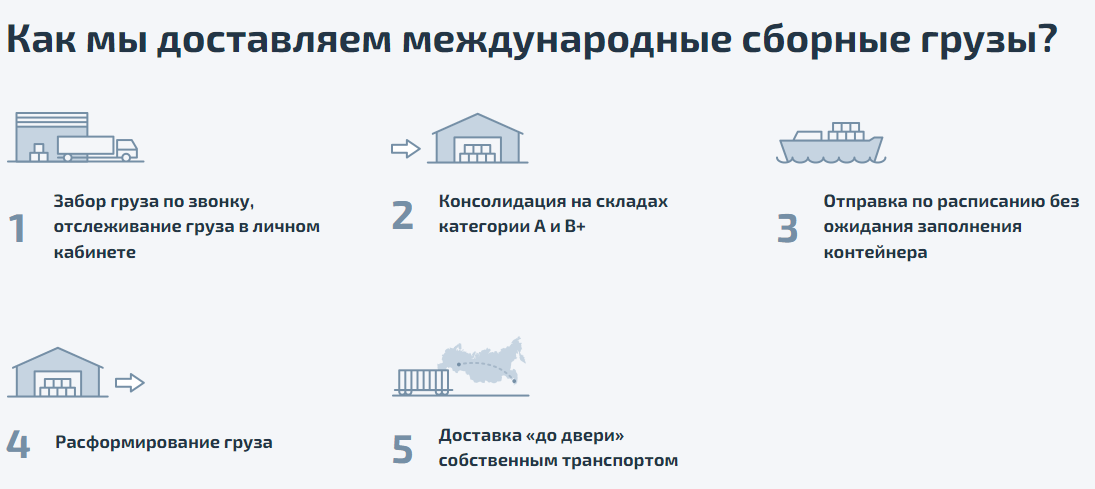 Как мы доставляем международные сборные грузы?
1
Забор груза по звонку,
отслеживание груза в личном
кабинете
2
Консолидация на складах
категории А и В+
3
Отправка по расписанию без
ожидания заполнения
контейнера
4
Расформирование груза
5
Доставка «до двери»
собственным транспортом